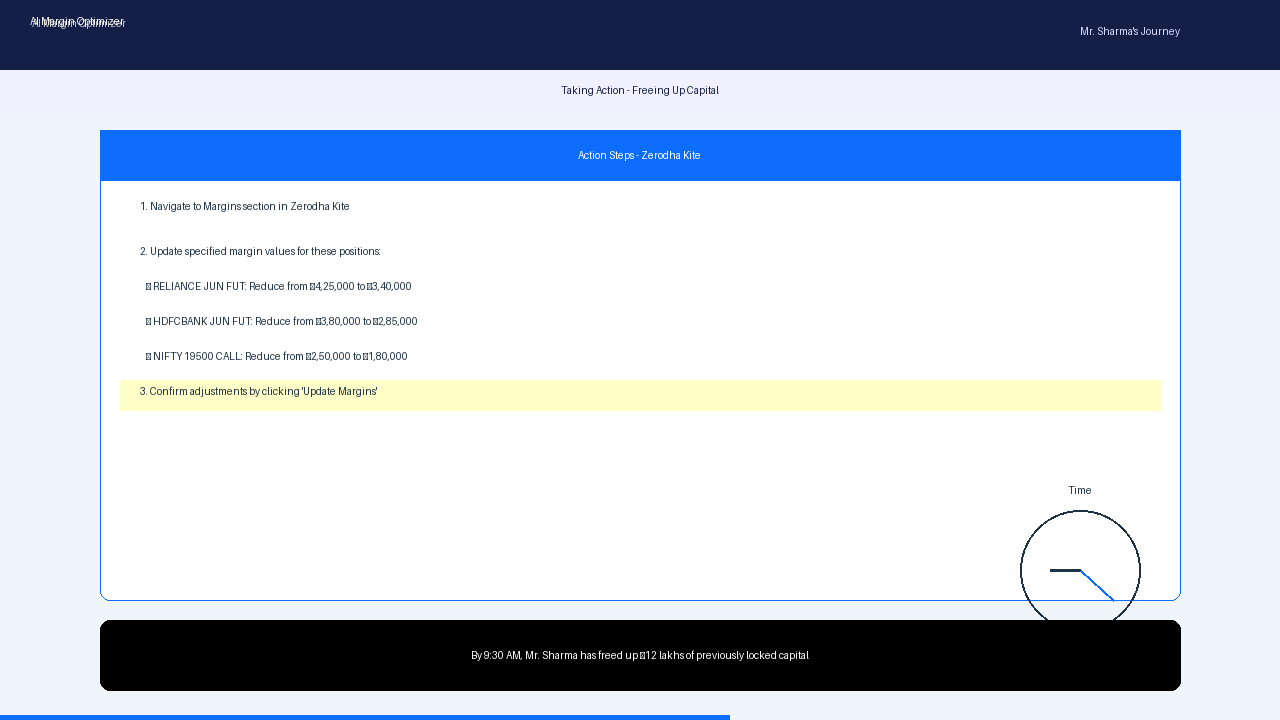 AI Margin Optimizer
Mr. Sharma's Journey
Taking Action - Freeing Up Capital
Action Steps - Zerodha Kite
1. Navigate to Margins section in Zerodha Kite
2. Update specified margin values for these positions:
▯ RELIANCE JUN FUT: Reduce from ▯4,25,000 to ▯3,40,000
▯ HDFCBANK JUN FUT: Reduce from ▯3,80,000 to ▯2,85,000
▯ NIFTY 19500 CALL: Reduce from ▯2,50,000 to ▯1,80,000
3. Confirm adjustments by clicking 'Update Margins'
Time
By 9:30 AM, Mr. Sharma has freed up ▯12 lakhs of previously locked capital